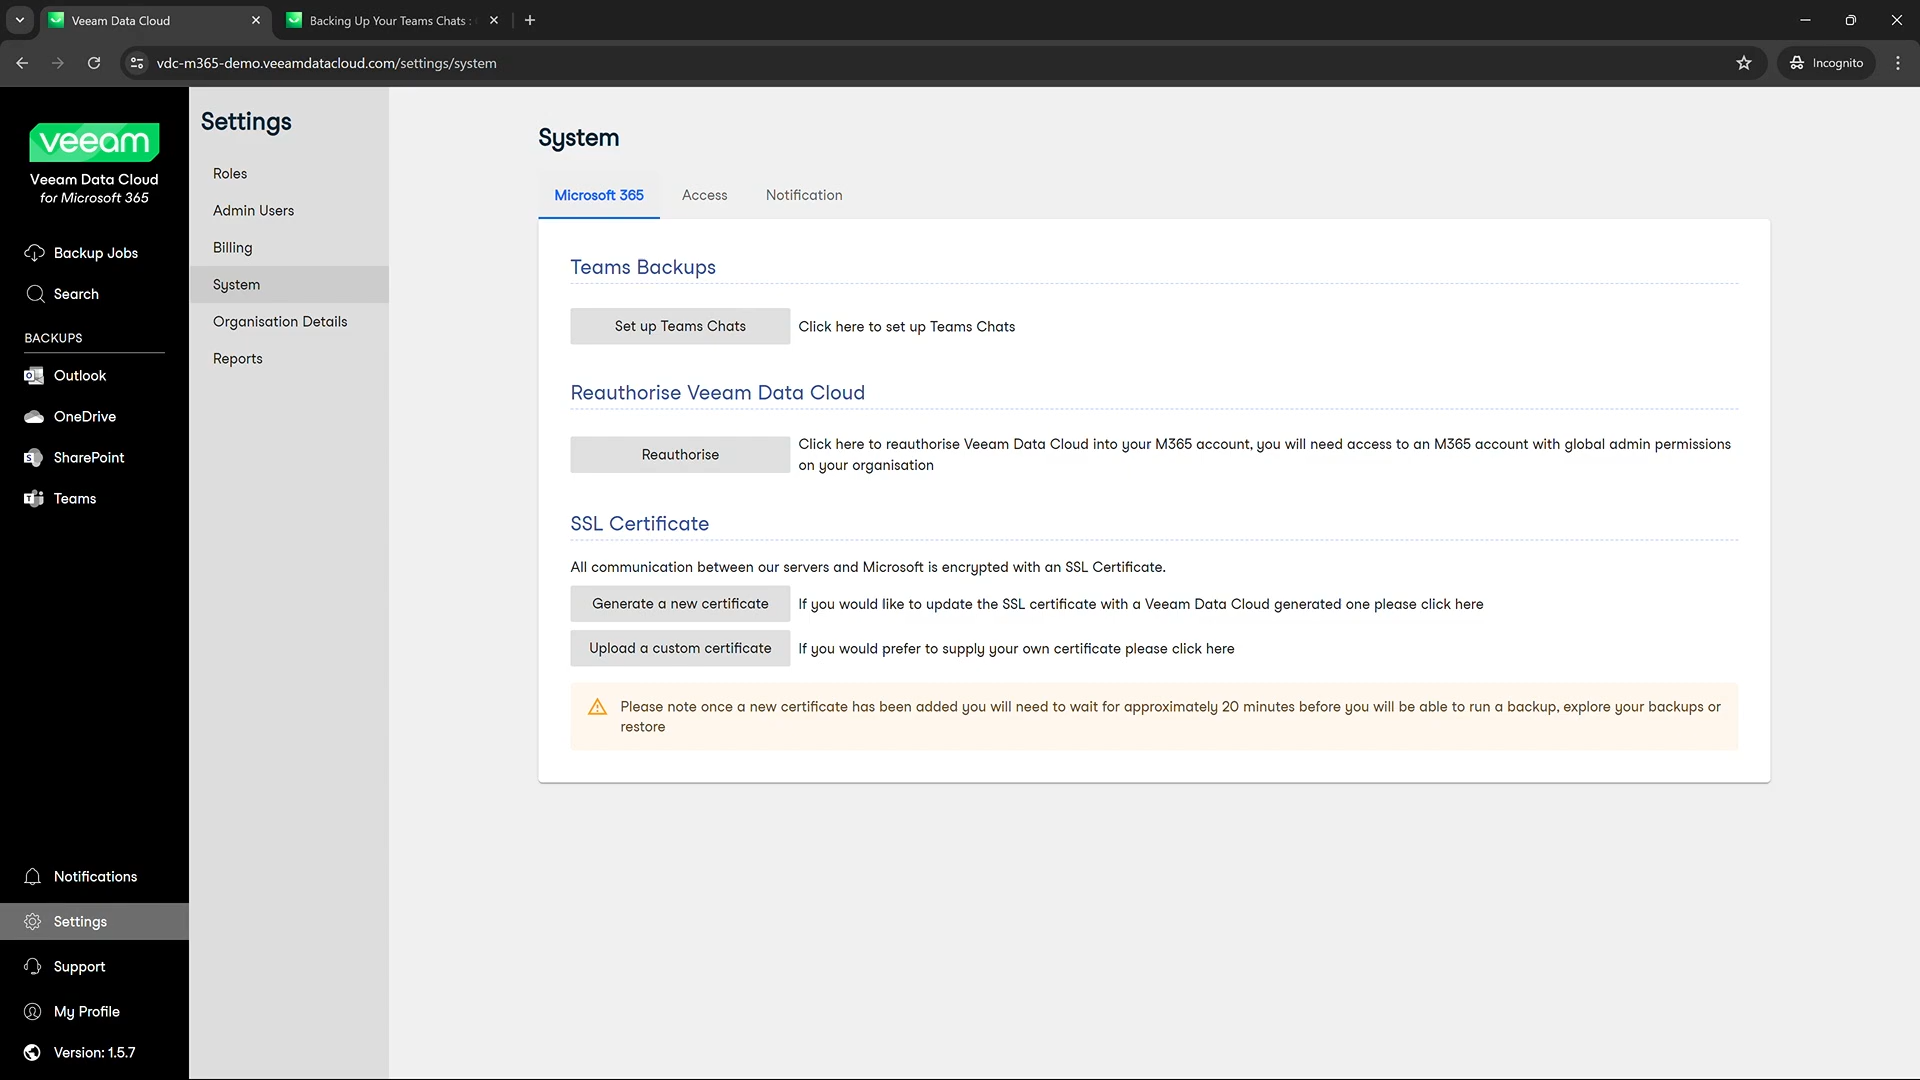 Veeam Data Cloud
Backing Up Your Teams Chats :
vdc-m365-demo.veeamdatacloud.com/settings/system
Incognito
veeam
Veeam Data Cloud
for Microsoft 365
Backup Jobs
Search
BACKUPS
Outlook
OneDrive
SharePoint
Teams
Notifications
Settings
Support
My Profile
Version: 1.5.7
Settings
Roles
Admin Users
Billing
System
Organisation Details
Reports
System
Microsoft 365
Access
Notification
Teams Backups
Set up Teams Chats
Click here to set up Teams Chats
Reauthorise Veeam Data Cloud
Reauthorise
Click here to reauthorise Veeam Data Cloud into your M365 account, you will need access to an M365 account with global admin permissions
on your organisation
SSL Certificate
All communication between our servers and Microsoft is encrypted with an SSL Certificate.
Generate a new certificate
If you would like to update the SSL certificate with a Veeam Data Cloud generated one please click here
Upload a custom certificate
If you would prefer to supply your own certificate please click here
Please note once a new certificate has been added you will need to wait for approximately 20 minutes before you will be able to run a backup, explore your backups or
restore